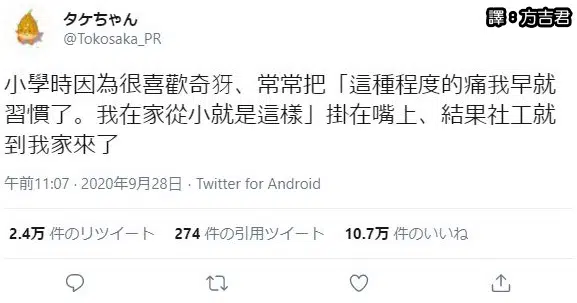 タケちゃん
@Tokosaka_PR
譯:方吉君
小學時因為很喜歡奇犽、常常把「這種程度的痛我早就
習慣了。我在家從小就是這樣」掛在嘴上、結果社工就
到我家來了
午前11:07 · 2020年9月28日 · Twitter for Android
2.4万 件のリツイート 274 件の引用ツイート 10.7万 件のいいね